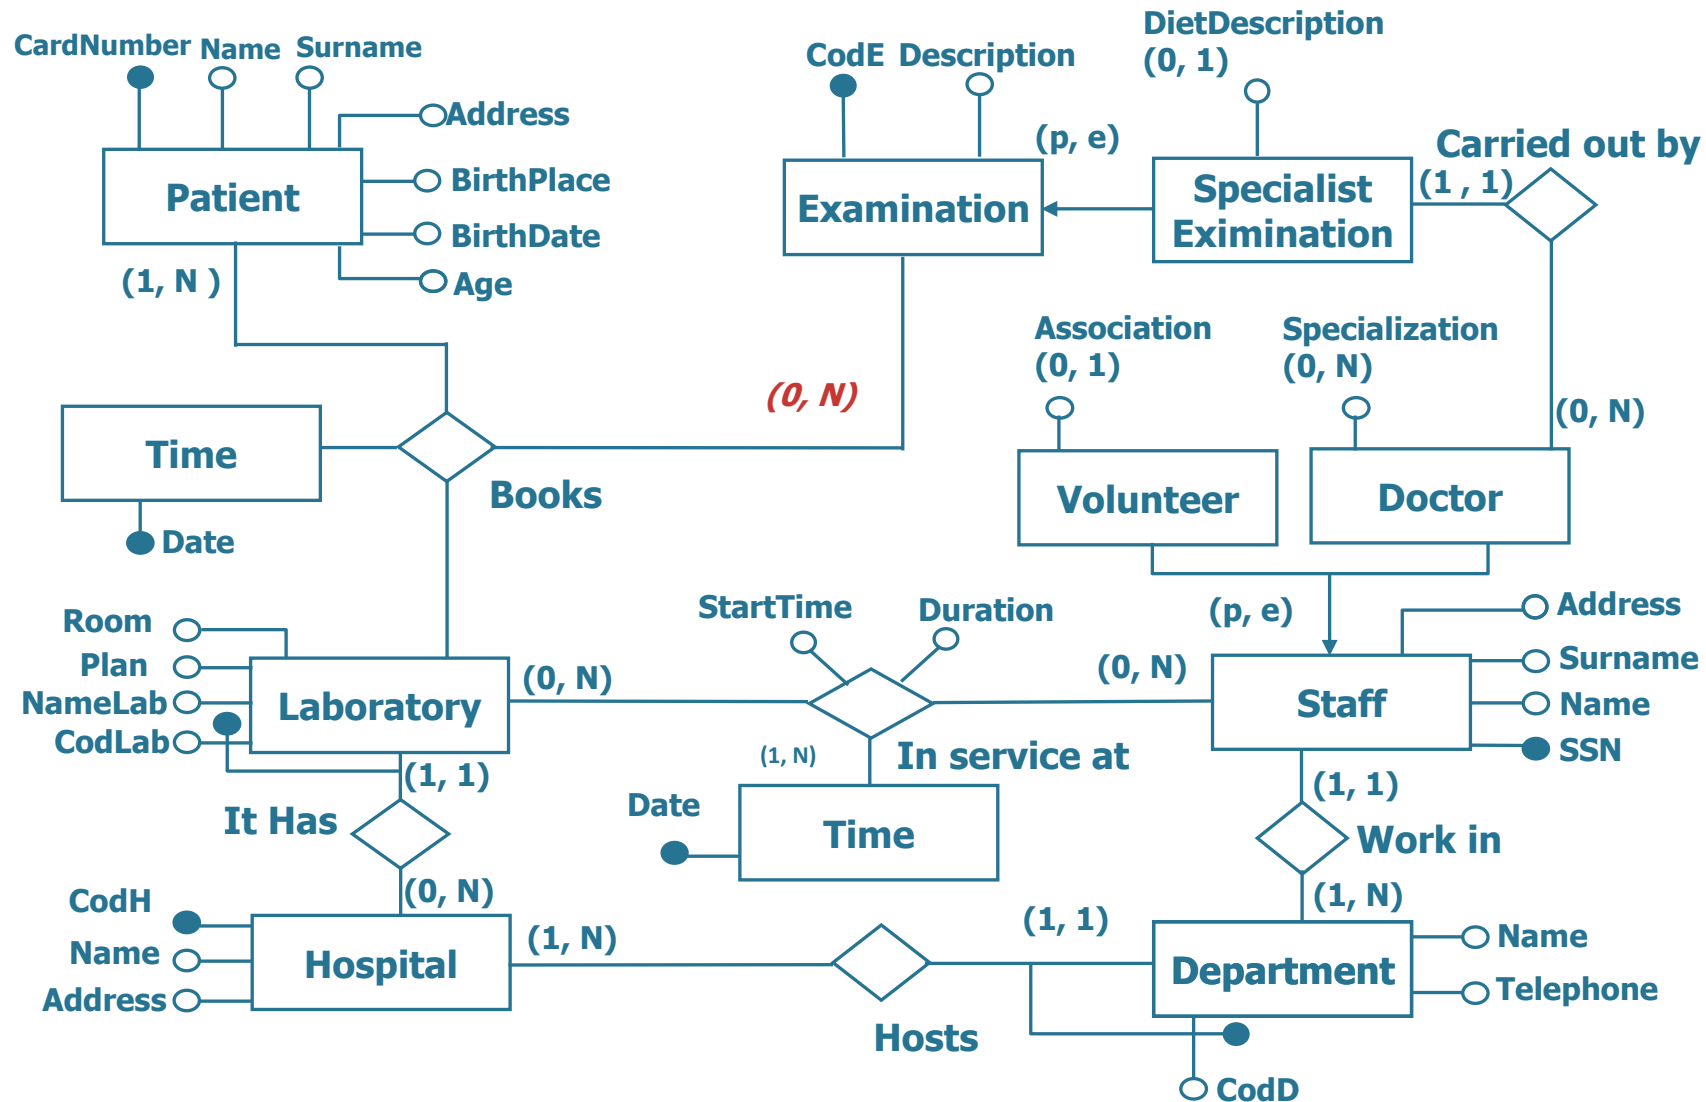 CardNumber
Name
Surname
Address
Patient
BirthPlace
BirthDate
Age
(1, N )
CodE
Description
(p, e)
Examination
DietDescription
(0, 1)
Specialist
Eximination
Carried out by
(1 , 1)
(0, N)
Association
(0, 1)
Specialization
(0, N)
(0, N)
Time
Books
Date
Volunteer
Doctor
Room
Plan
NameLab
CodLab
Laboratory
(0, N)
StartTime
Duration
(0, N)
(p, e)
Staff
Address
Surname
Name
SSN
(1, 1)
It Has
(1, N)
In service at
Date
Time
(1, 1)
Work in
(0, N)
(1, N)
CodH
Name
Address
Hospital
(1, N)
Hosts
(1, 1)
Department
Name
Telephone
CodD